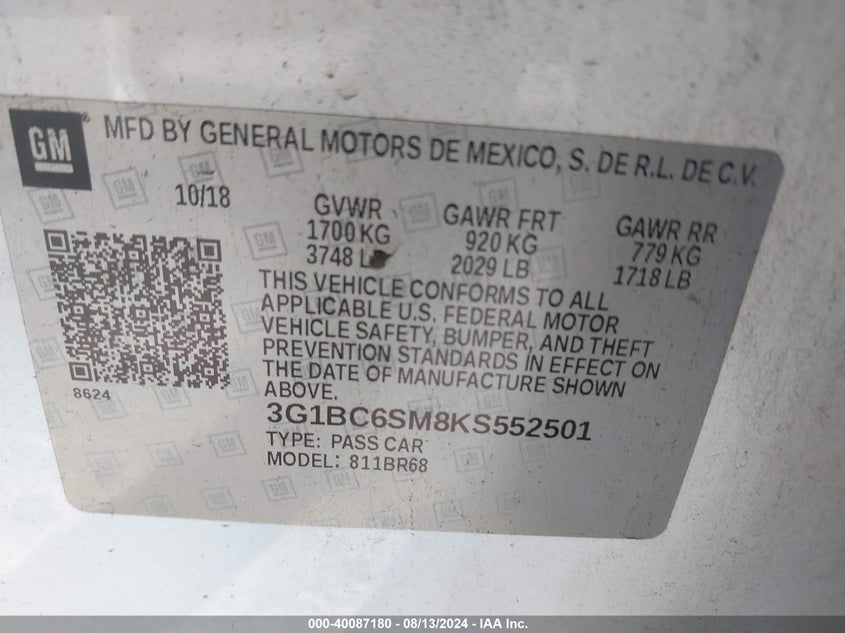 GM
MFD BY GENERAL MOTORS DE MEXICO, S. DE R.L. DE C.V.
10/18
GVWR
1700 KG
3748 LB
GAWR FRT
920 KG
2029 LB
GAWR RR
779 KG
1718 LB
THIS VEHICLE CONFORMS TO ALL
APPLICABLE U.S. FEDERAL MOTOR
VEHICLE SAFETY, BUMPER, AND THEFT
PREVENTION STANDARDS IN EFFECT ON
THE DATE OF MANUFACTURE SHOWN
ABOVE.
8624
3G1BC6SM8KS552501
TYPE: PASS CAR
MODEL: 811BR68
000-40087180 - 08/13/2024 - IAA Inc.